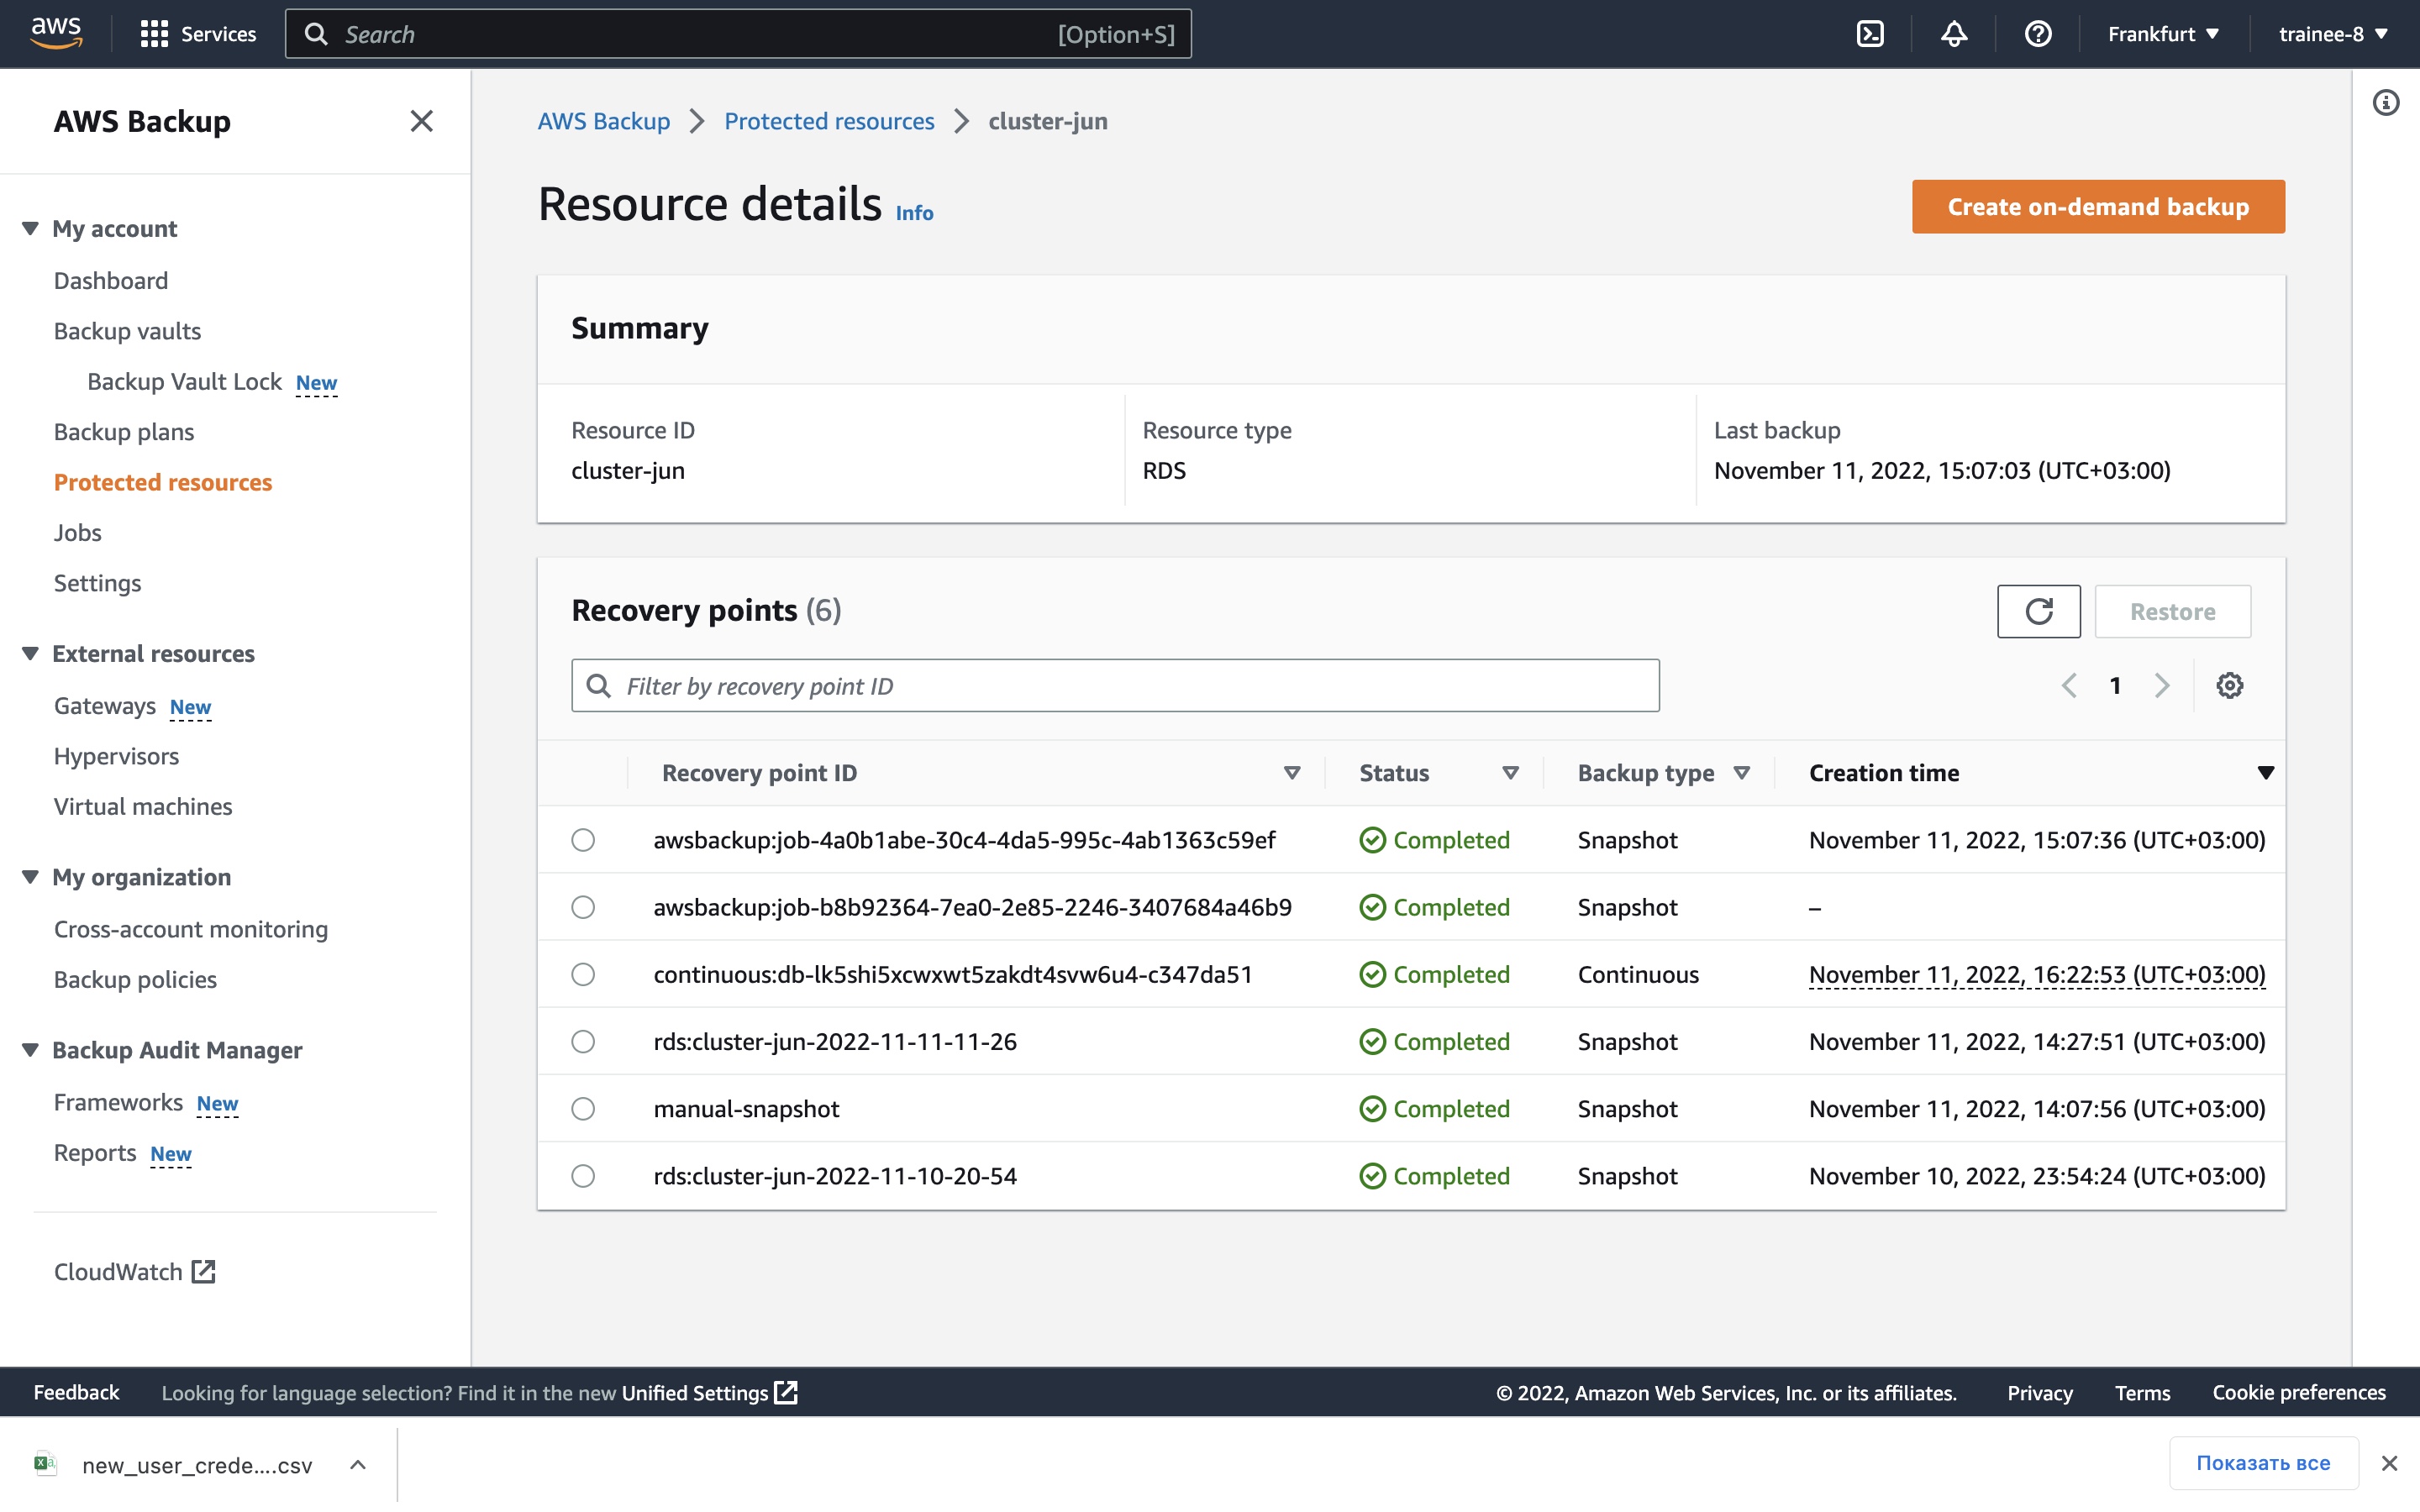 aws
Services
Search
[Option+S]
Frankfurt
trainee-8
AWS Backup
My account
Dashboard
Backup vaults
Backup Vault Lock New
Backup plans
Protected resources
Jobs
Settings
External resources
Gateways New
Hypervisors
Virtual machines
My organization
Cross-account monitoring
Backup policies
Backup Audit Manager
Frameworks New
Reports New
CloudWatch
AWS Backup > Protected resources > cluster-jun
Resource details Info
Create on-demand backup
Summary
Resource ID
cluster-jun
Resource type
RDS
Last backup
November 11, 2022, 15:07:03 (UTC+03:00)
Recovery points (6)
Restore
Filter by recovery point ID
1
Recovery point ID Status Backup type Creation time
awsbackup:job-4a0b1abe-30c4-4da5-995c-4ab1363c59ef Completed Snapshot November 11, 2022, 15:07:36 (UTC+03:00)
awsbackup:job-b8b92364-7ea0-2e85-2246-3407684a46b9 Completed Snapshot –
continuous:db-lk5shi5xcwxwt5zakdt4svw6u4-c347da51 Completed Continuous November 11, 2022, 16:22:53 (UTC+03:00)
rds:cluster-jun-2022-11-11-11-26 Completed Snapshot November 11, 2022, 14:27:51 (UTC+03:00)
manual-snapshot Completed Snapshot November 11, 2022, 14:07:56 (UTC+03:00)
rds:cluster-jun-2022-11-10-20-54 Completed Snapshot November 10, 2022, 23:54:24 (UTC+03:00)
Feedback Looking for language selection? Find it in the new Unified Settings © 2022, Amazon Web Services, Inc. or its affiliates. Privacy Terms Cookie preferences
new_user_crede....csv
Показать все